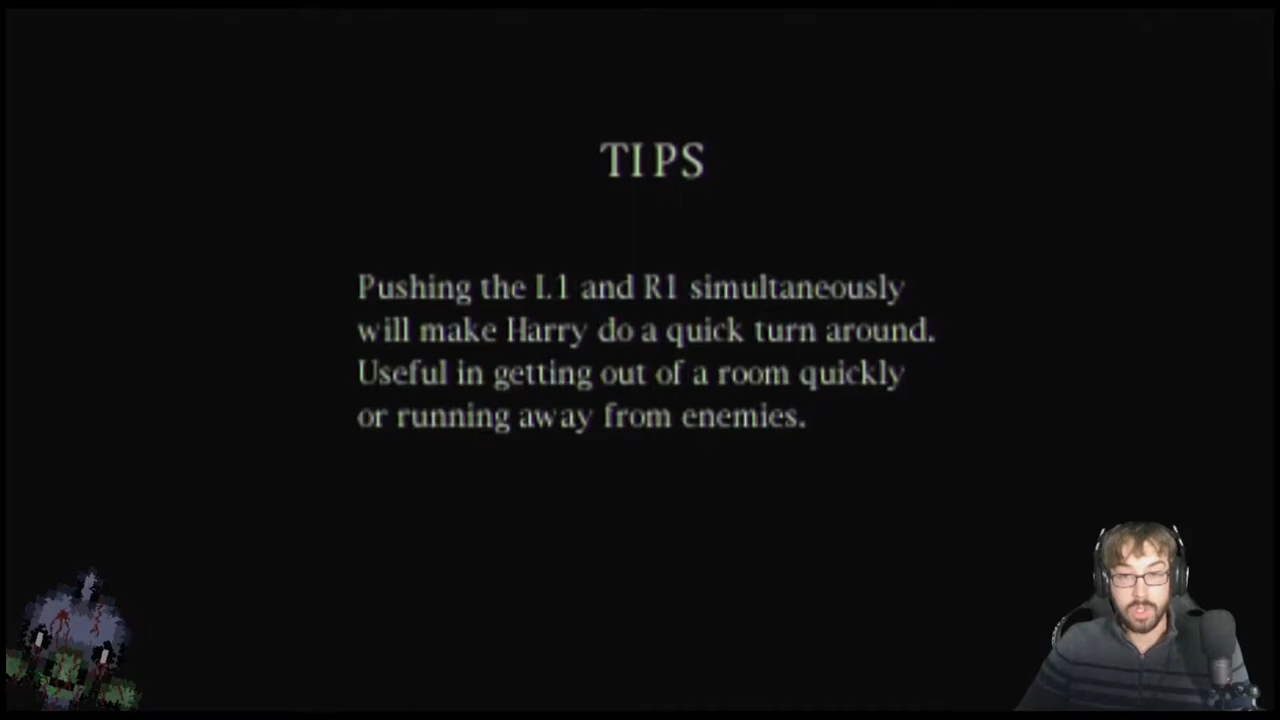 TIPS
Pushing the L1 and R1 simultaneously
will make Harry do a quick turn around.
Useful in getting out of a room quickly
or running away from enemies.